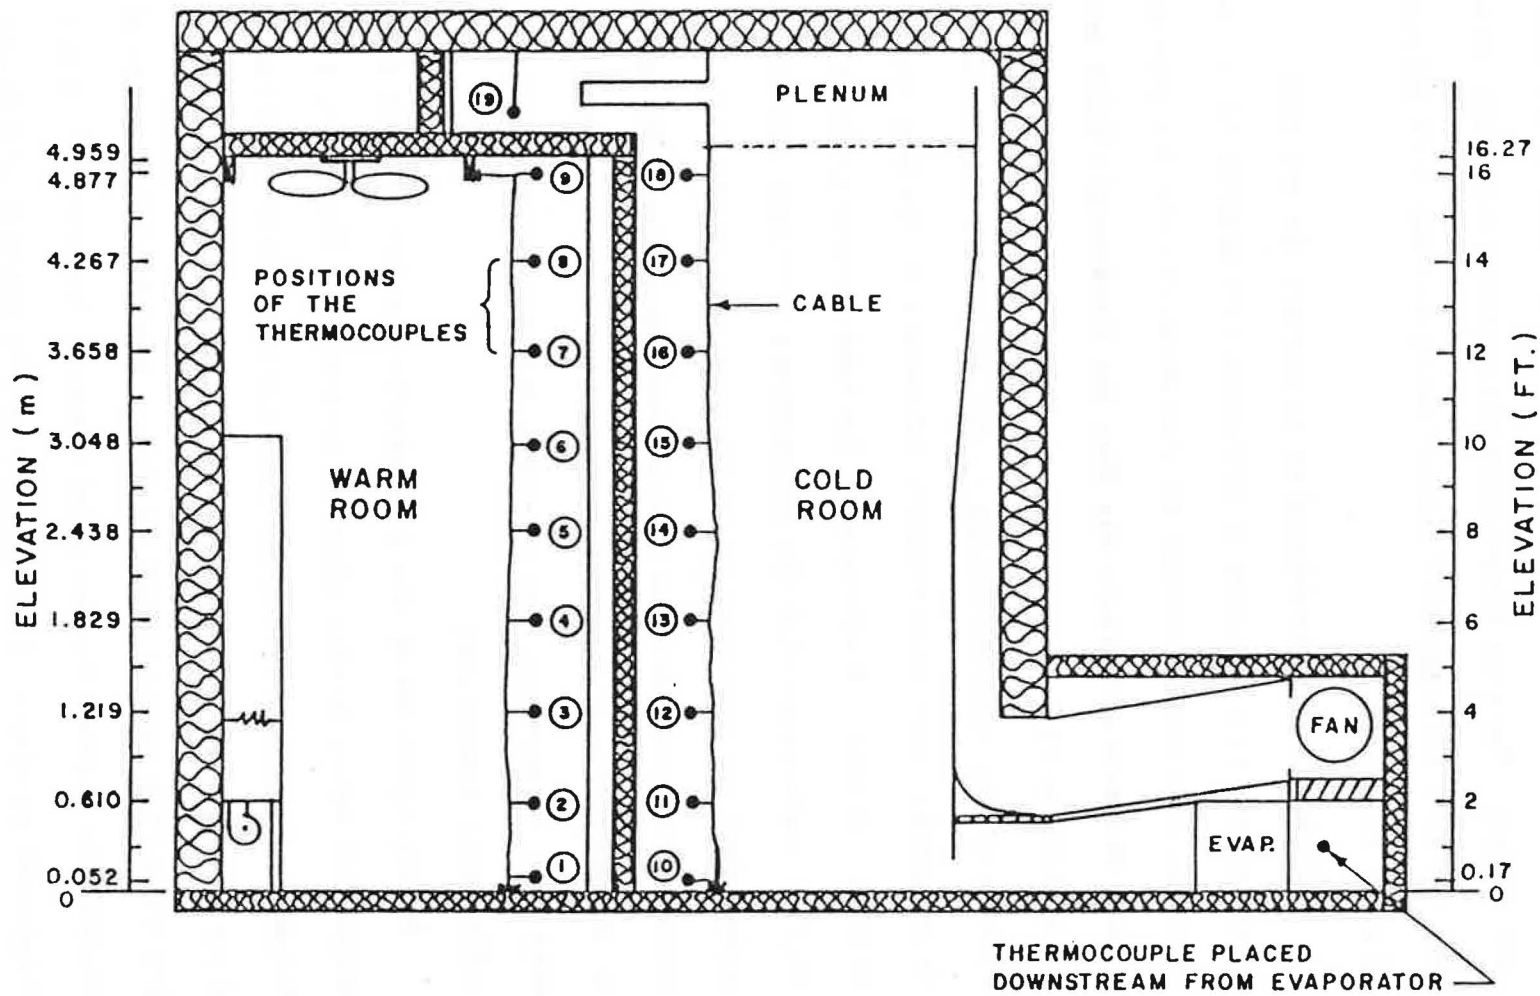 PLENUM
19
4.959
4.877
4.267
3.658
3.048
2.438
1.829
1.219
0.610
0.052
0
ELEVATION (m)
POSITIONS
OF THE
THERMOCOUPLES
WARM
ROOM
9
8
7
6
5
4
3
2
1
18
17
16
15
14
13
12
11
10
CABLE
COLD
ROOM
FAN
EVAP.
16.27
16
14
12
10
8
6
4
2
0.17
0
ELEVATION (FT.)
THERMOCOUPLE PLACED
DOWNSTREAM FROM EVAPORATOR